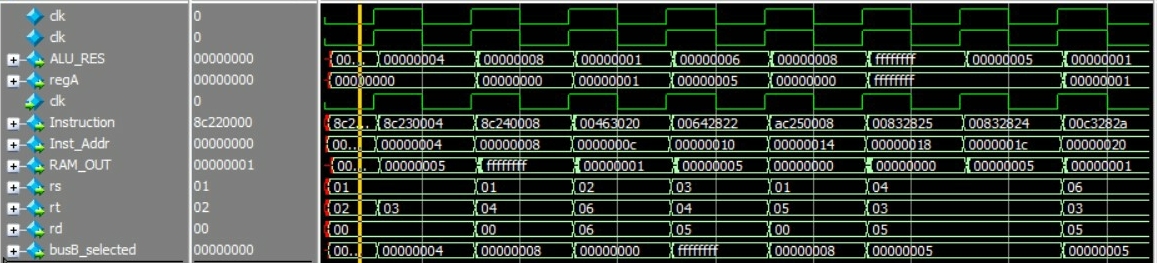 clk 0
clk 0
ALU_RES 00000000 00... 00000004 00000008 00000001 00000006 00000008 ffffffff 00000005 00000001
regA 00000000 00000000 00000000 00000001 00000005 00000000 ffffffff 00000001
clk 0
Instruction 8c220000 8c2... 8c230004 8c240008 00463020 00642822 ac250008 00832825 00832824 00c3282a
Inst_Addr 00000000 00... 00000004 00000008 0000000c 00000010 00000014 00000018 0000001c 00000020
RAM_OUT 00000001 00... 00000005 ffffffff 00000001 00000005 00000000 00000000 00000005 00000001
rs 01 01 01 02 03 01 04 06
rt 02 02 03 04 06 04 05 03 03
rd 00 00 00 06 05 00 05 05
busB_selected 00000000 00... 00000004 00000008 00000000 ffffffff 00000008 00000005 00000005